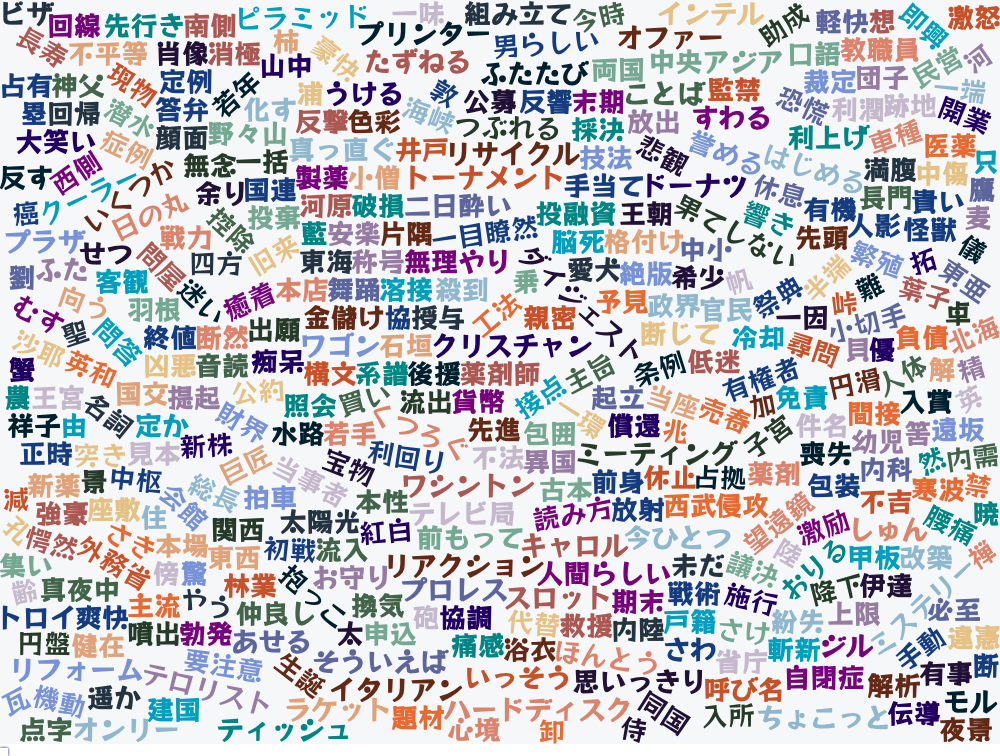 ビザ
回線
先行き
南側
ピラミッド
一味
組み立て
今時
インテル
助成
軽快
想
即興
激怒
長寿
不平等
肖像
消極
柿
豪快
プリンター
男らしい
オファー
口語
教職員
民営
河
山中
たずねる
ふたたび
両国
中央アジア
占有
神父
現物
定例
若年
裁定
団子
一端
塁
回帰
潜水
答弁
化す
浦
うける
海峡
敦
公募
反響
末期
ことば
監禁
恐慌
利潤
跡地
開業
大笑い
症例
顔面
野々山
反撃
色彩
つぶれる
採決
放出
すわる
利上げ
車種
医薬
只
反す
西側
いくつか
無念
一括
真っ直ぐ
井戸
リサイクル
技法
悲観
誉める
はじめる
満腹
中傷
癌
クーラー
日の丸
余り
国連
製薬
小僧
トーナメント
手当て
ドーナツ
休息
有機
長門
貴い
鷹
麦
控除
投棄
河原
破損
二日酔い
投融資
王朝
果てしない
響き
人影
怪獣
プラザ
せつ
戦力
藍
安楽
片隅
一目瞭然
脳死
格付け
中小
先頭
繁殖
拓
儀
劉
ふた
客観
問屋
四方
旧来
東海
称号
無理やり
ダイジェスト
乗
愛犬
絶版
希少
帆
祭典
半端
難
東亜
むす
向う
羽根
迷い
癒着
本店
舞踊
溶接
殺到
工法
予見
政界
官民
一因
峠
葉子
卓
聖
問答
終値
断然
出願
金儲け
協
授与
親密
断じて
冷却
小切手
負債
北海
沙耶
英和
凶悪
音読
痴呆
ワゴン
石垣
クリスチャン
尋問
貝
優
蟹
構文
系譜
後援
薬剤師
主旨
条例
低迷
有権者
円滑
人体
解
精
農
王宮
国交
提起
公約
照会
買い
流出
貨幣
接点
起立
当座
売春
加
免責
入賞
英
祥子
由
名詞
定か
財界
水路
若手
くつろぐ
先進
包囲
一環
償還
兆
子宮
件名
間接
正時
突き
見本
新株
巨匠
当事者
宝物
利回り
不法
異国
ミーティング
喪失
幼児
答
遠坂
新薬
景
中枢
総長
拍車
本性
ワシントン
古本
前身
休止
占拠
薬剤
包装
内科
然
内需
減
強豪
座敷
住
会館
関西
太陽光
紅白
テレビ局
読み方
放射
西武
侵攻
望遠鏡
激励
不吉
寒波
禁
孔
愕然
外務省
さき
本場
東西
初戦
流入
前もって
キャロル
今ひとつ
陸
しゅん
腰痛
暁
集い
傍
驚
抱っこ
お守り
リアクション
人間らしい
未だ
議決
おりる
甲板
改築
禅
齢
真夜中
林業
プロレス
スロット
期末
戦術
施行
降下
伊達
ミステリー
トロイ
爽快
主流
やう
仲良し
太
換気
申込
砲
協調
代替
救援
内陸
戸籍
さけ
紛失
上限
必至
円盤
健在
噴出
勃発
あせる
痛感
浴衣
ほんとう
さわ
省庁
斬新
ジル
手動
違憲
リフォーム
要注意
生誕
そういえば
いっそう
思いっきり
呼び名
自閉症
解析
有事
断
瓦
機動
遥か
テロリスト
イタリアン
ラケット
題材
ハードディスク
同国
モル
点字
オンリー
建国
ティッシュ
心境
卸
侍
入所
ちょこっと
伝導
夜景